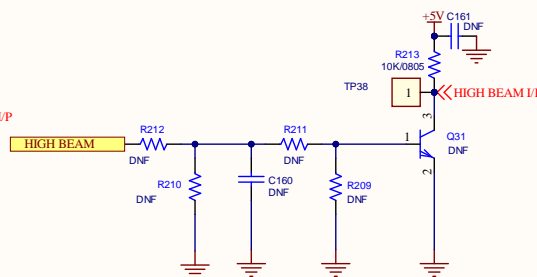 +5V
C161
DNF
R213
10K/0805
TP38
1
HIGH BEAM I/
3
I/P
HIGH BEAM
R212
DNF
R211
DNF
1
Q31
DNF
2
R210
DNF
C160
DNF
R209
DNF